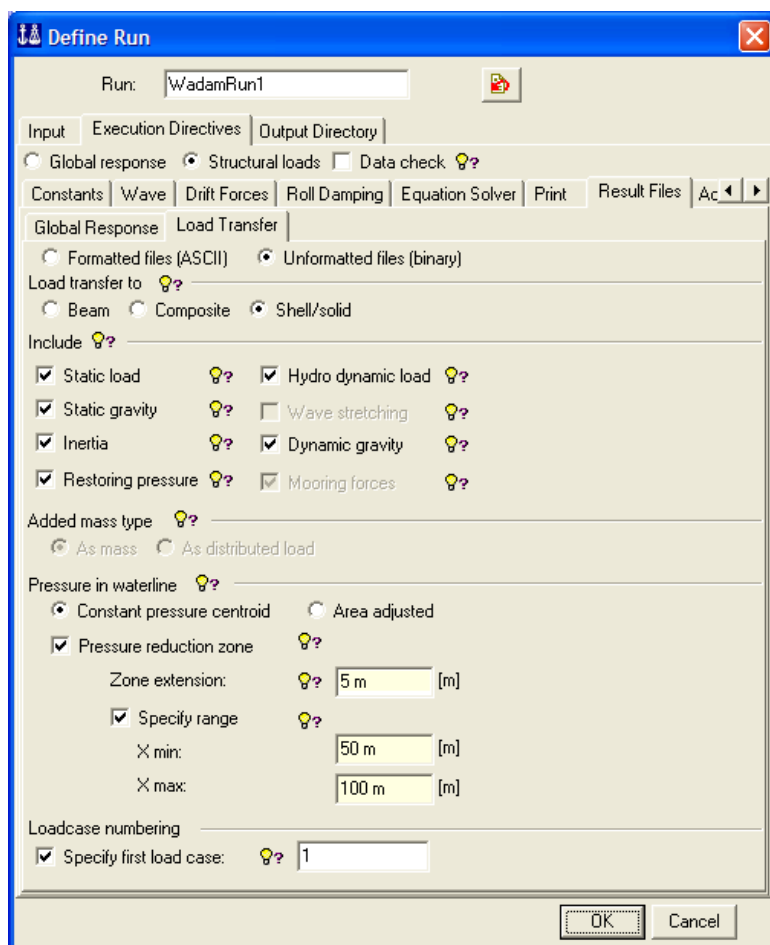 Define Run
Run: WadamRun1
Input Execution Directives Output Directory
Global response Structural loads Data check ?
Constants Wave Drift Forces Roll Damping Equation Solver Print Result Files Ac
Global Response Load Transfer
Formatted files (ASCII) Unformatted files (binary)
Load transfer to ?
Beam Composite Shell/solid
Include ?
Static load ? Hydro dynamic load ?
Static gravity ? Wave stretching ?
Inertia ? Dynamic gravity ?
Restoring pressure ? Mooring forces ?
Added mass type ?
As mass As distributed load
Pressure in waterline ?
Constant pressure centroid Area adjusted
Pressure reduction zone ?
Zone extension: ? 5 m [m]
Specify range ?
X min: 50 m [m]
X max: 100 m [m]
Loadcase numbering
Specify first load case: ? 1
OK Cancel